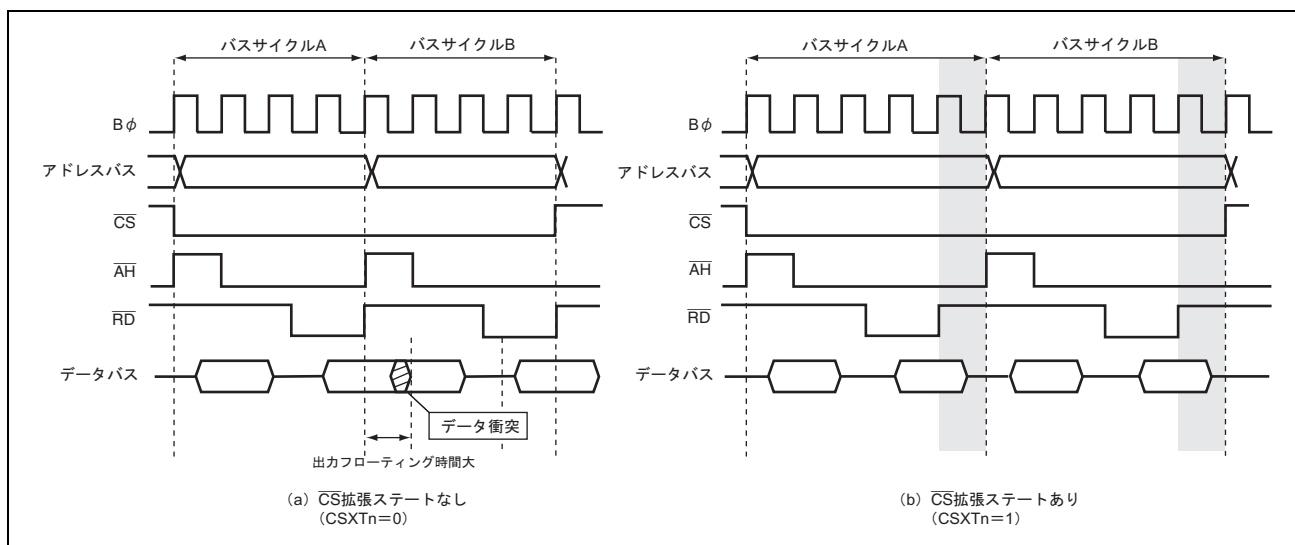 バスサイクルA
バスサイクルB
Bφ
アドレスバス
CS
AH
RD
データバス
データ衝突
出力フローティング時間大
(a) CS拡張ステートなし
(CSXTn=0)
バスサイクルA
バスサイクルB
Bφ
アドレスバス
CS
AH
RD
データバス
(b) CS拡張ステートあり
(CSXTn=1)